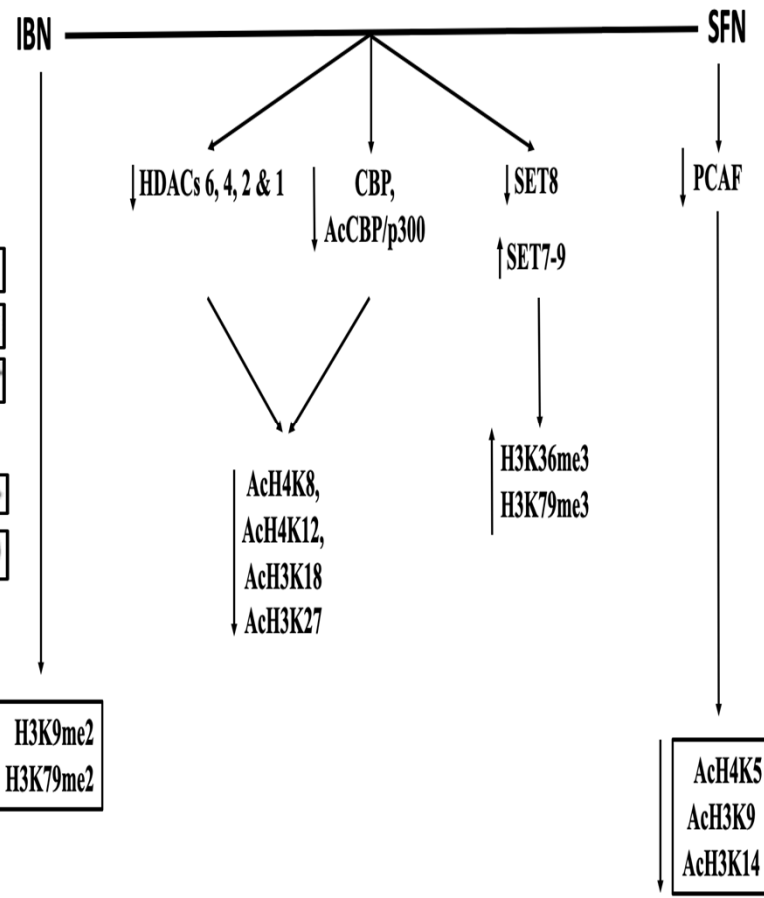 IBN
SFN
HDACs 6, 4, 2 & 1
CBP,
AcCBP/p300
SET8
SET7-9
PCAF
AcH4K8,
AcH4K12,
AcH3K18
AcH3K27
H3K36me3
H3K79me3
H3K9me2
H3K79me2
AcH4K5
AcH3K9
AcH3K14